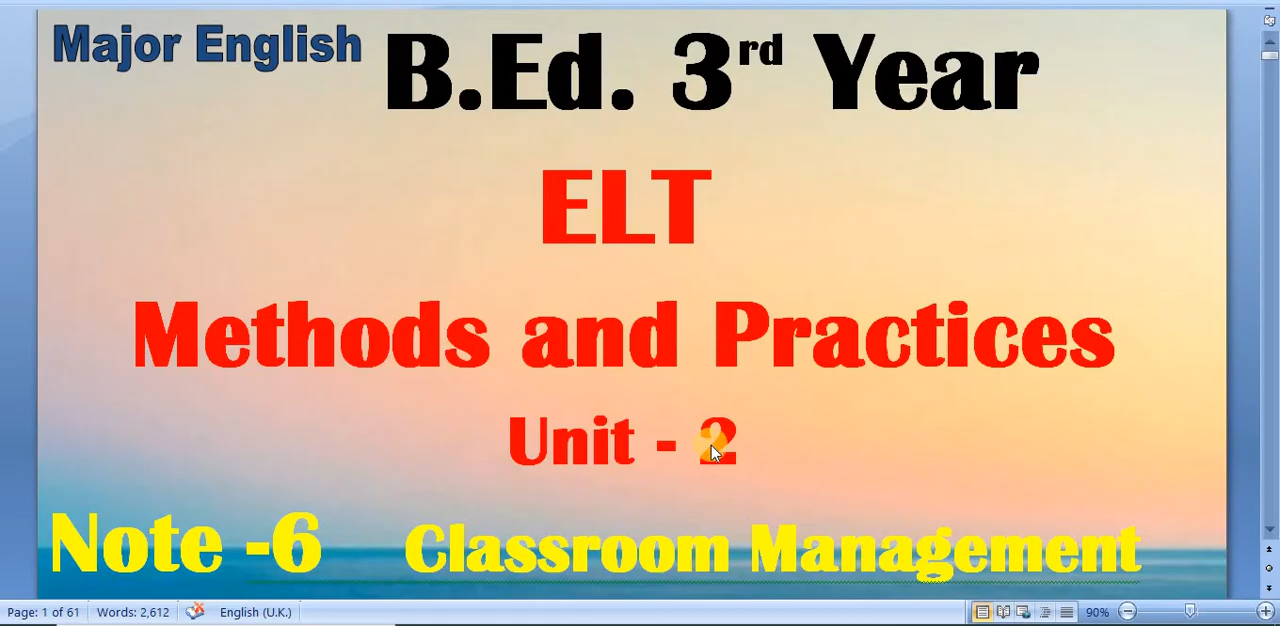 Major English
B.Ed. 3rd Year
ELT
Methods and Practices
Unit - 2
Note -6 Classroom Management
Page: 1 of 61 Words: 2,612 English (U.K.) 90%